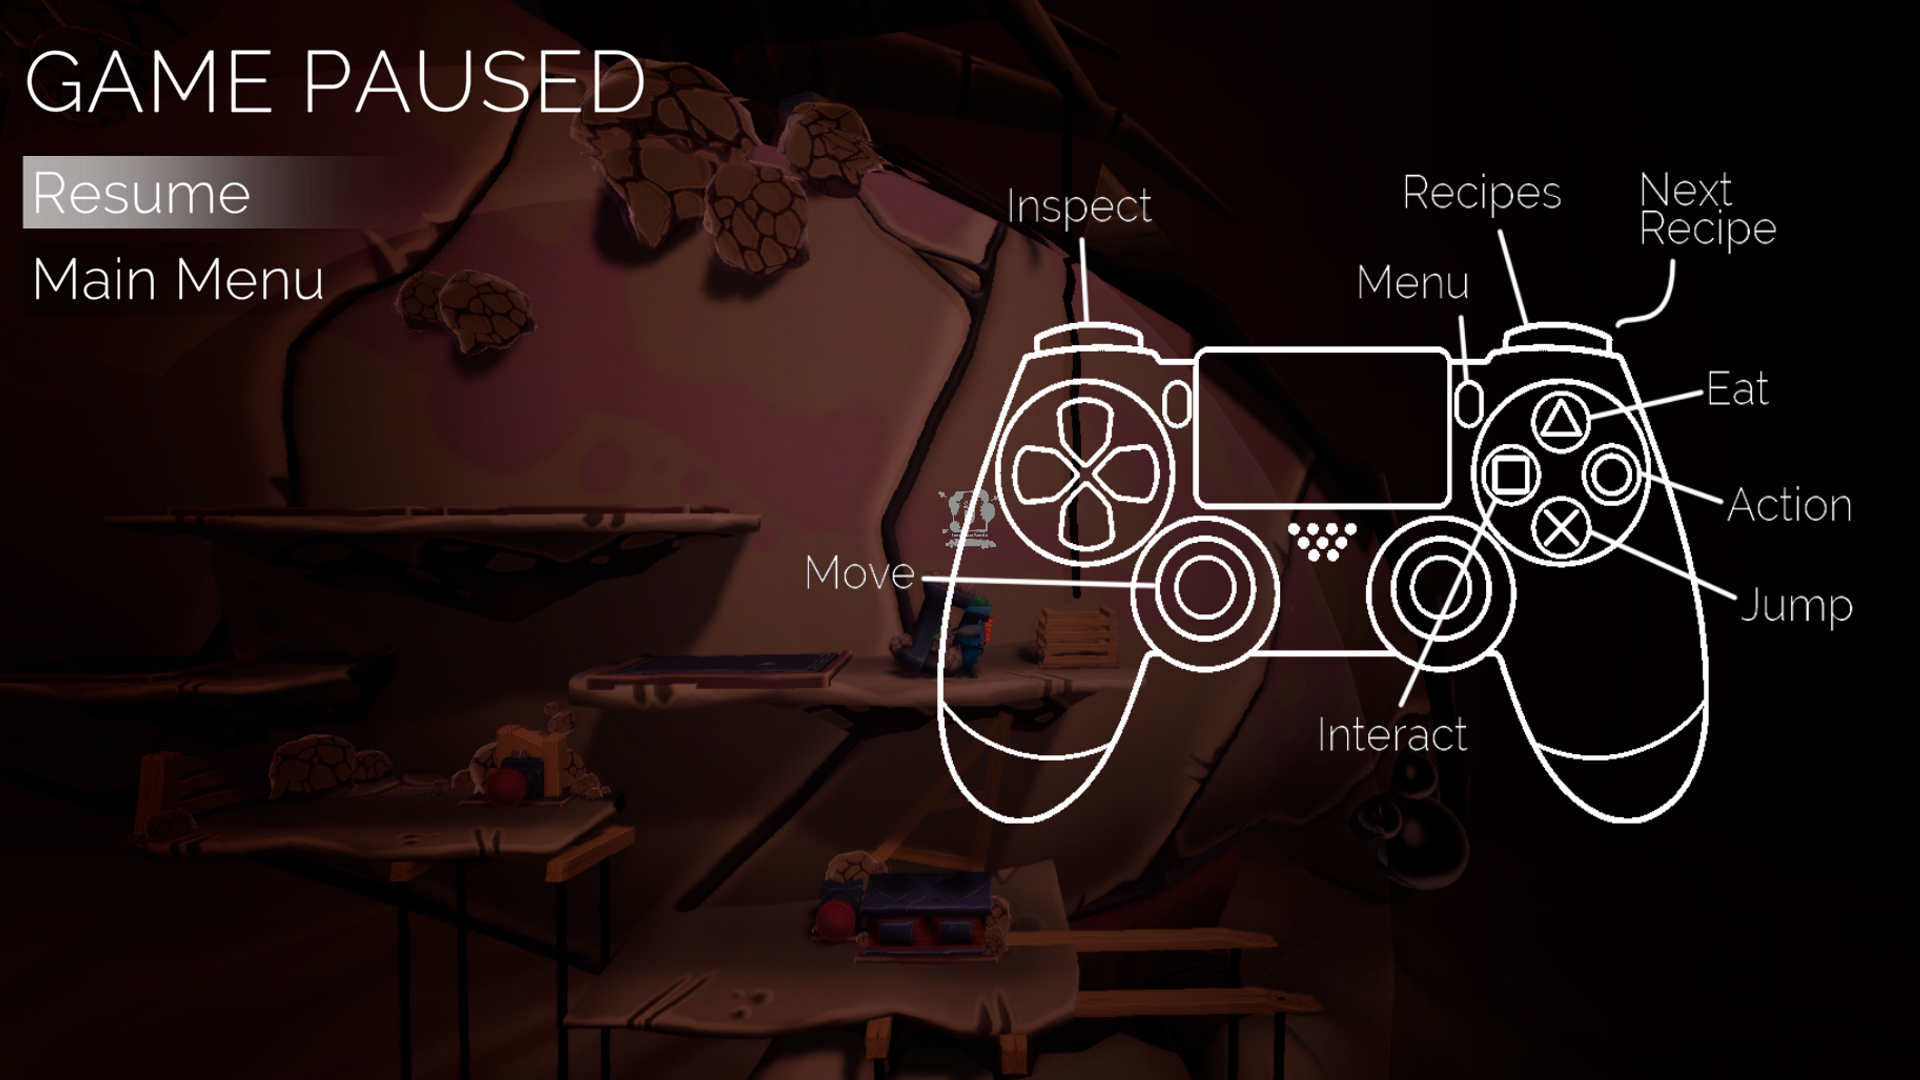 GAME PAUSED
Resume
Main Menu
Inspect
Recipes
Next
Recipe
Menu
Eat
Action
Move
Jump
Interact